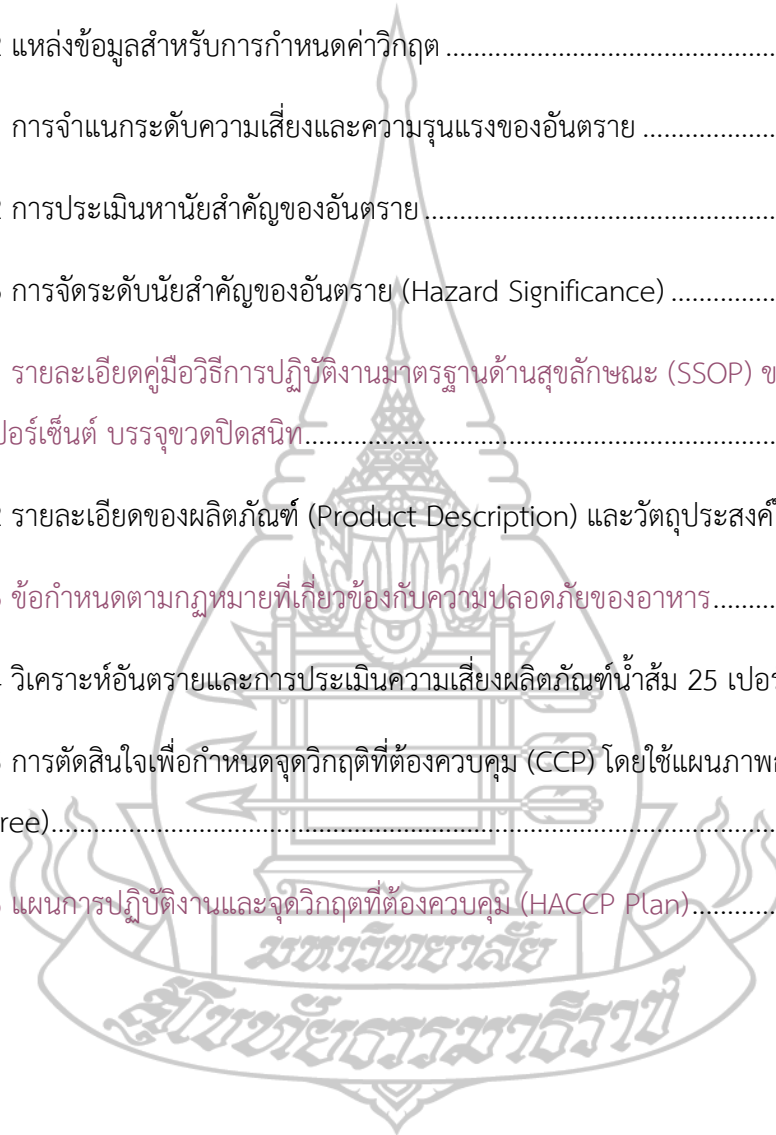 2 แหล่งข้อมูลสำหรับการกำหนดค่าวิกฤต ................................................
การจำแนกระดับความเสี่ยงและความรุนแรงของอันตราย ....................
2 การประเมินหานัยสำคัญของอันตราย ..................................................
การจัดระดับนัยสำคัญของอันตราย (Hazard Significance) ................
รายละเอียดคู่มือวิธีการปฏิบัติงานมาตรฐานด้านสุขลักษณะ (SSOP) ข
ปอร์เซ็นต์ บรรจุขวดปิดสนิท....................................................................
2 รายละเอียดของผลิตภัณฑ์ (Product Description) และวัตถุประสงค์
ข้อกำหนดตามกฎหมายที่เกี่ยวข้องกับความปลอดภัยของอาหาร...........
วิเคราะห์อันตรายและการประเมินความเสี่ยงผลิตภัณฑ์น้ำส้ม 25 เปอร
การตัดสินใจเพื่อกำหนดจุดวิกฤติที่ต้องควบคุม (CCP) โดยใช้แผนภาพ
ree)......................................................................................................
แผนการปฏิบัติงานและจุดวิกฤตที่ต้องควบคุม (HACCP Plan)..............
มหาวิทยาลัย
สุโขทัยธรรมาธิราช